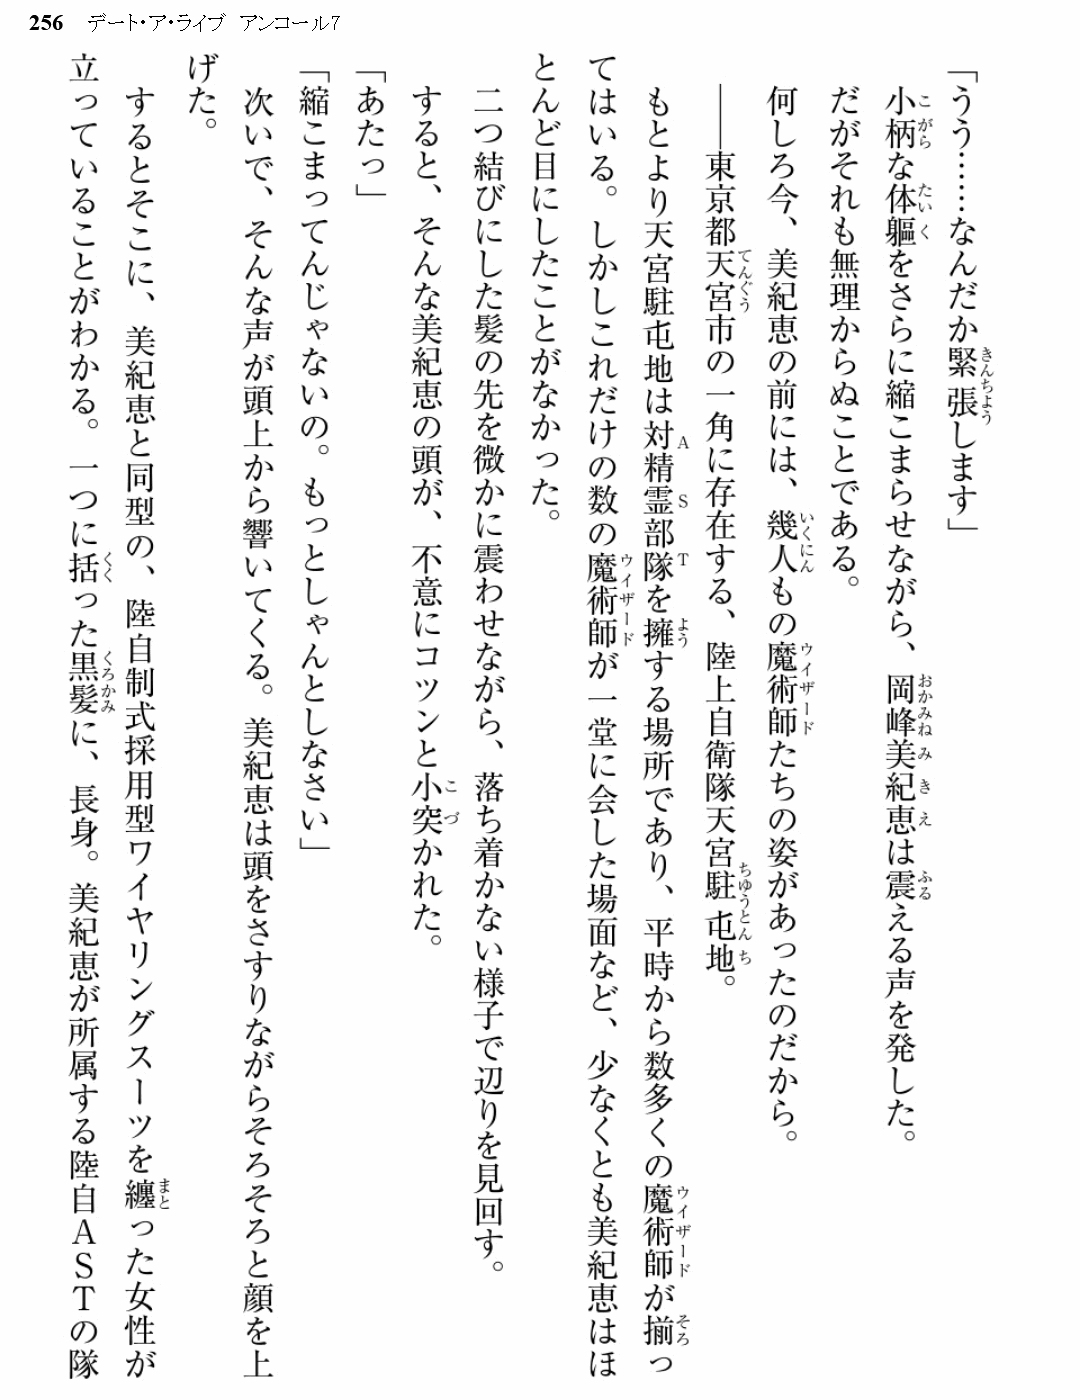 256 デート・ア・ライブ アンコール7
「うう……なんだか緊張します」
小柄な体軀をさらに縮こまらせながら、岡峰美紀恵は震える声を発した。
だがそれも無理からぬことである。
何しろ今、美紀恵の前には、幾人もの魔術師たちの姿があったのだから。
――東京都天宮市の一角に存在する、陸上自衛隊天宮駐屯地。
もとより天宮駐屯地は対精霊部隊を擁する場所であり、平時から数多くの魔術師が揃っ
てはいる。しかしこれだけの数の魔術師が一堂に会した場面など、少なくとも美紀恵はほ
とんど目にしたことがなかった。
二つ結びにした髪の先を微かに震わせながら、落ち着かない様子で辺りを見回す。
すると、そんな美紀恵の頭が、不意にコツンと小突かれた。
「あたっ」
「縮こまってんじゃないの。もっとしゃんとしなさい」
次いで、そんな声が頭上から響いてくる。美紀恵は頭をさすりながらそろそろと顔を上
げた。
するとそこに、美紀恵と同型の、陸自制式採用型ワイヤリングスーツを纏った女性が
立っていることがわかる。一つに括った黒髪に、長身。美紀恵が所属する陸自ASTの隊